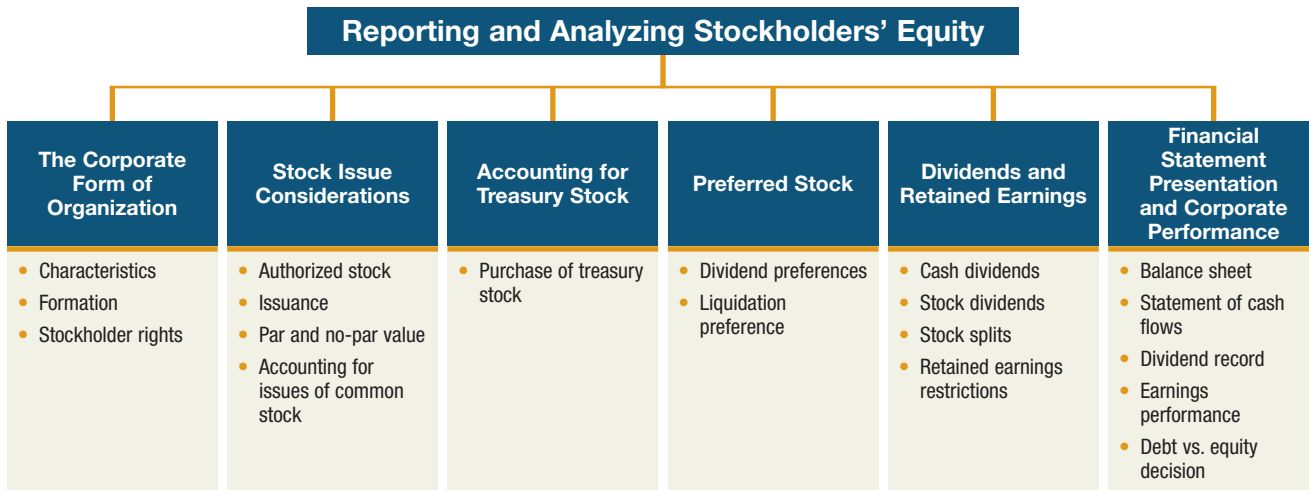 Reporting and Analyzing Stockholders’ Equity
The Corporate
Form of
Organization
• Characteristics
• Formation
• Stockholder rights
Stock Issue
Considerations
• Authorized stock
• Issuance
• Par and no-par value
• Accounting for
issues of common
stock
Accounting for
Treasury Stock
• Purchase of treasury
stock
Preferred Stock
• Dividend preferences
• Liquidation
preference
Dividends and
Retained Earnings
• Cash dividends
• Stock dividends
• Stock splits
• Retained earnings
restrictions
Financial
Statement
Presentation
and Corporate
Performance
• Balance sheet
• Statement of cash
flows
• Dividend record
• Earnings
performance
• Debt vs. equity
decision